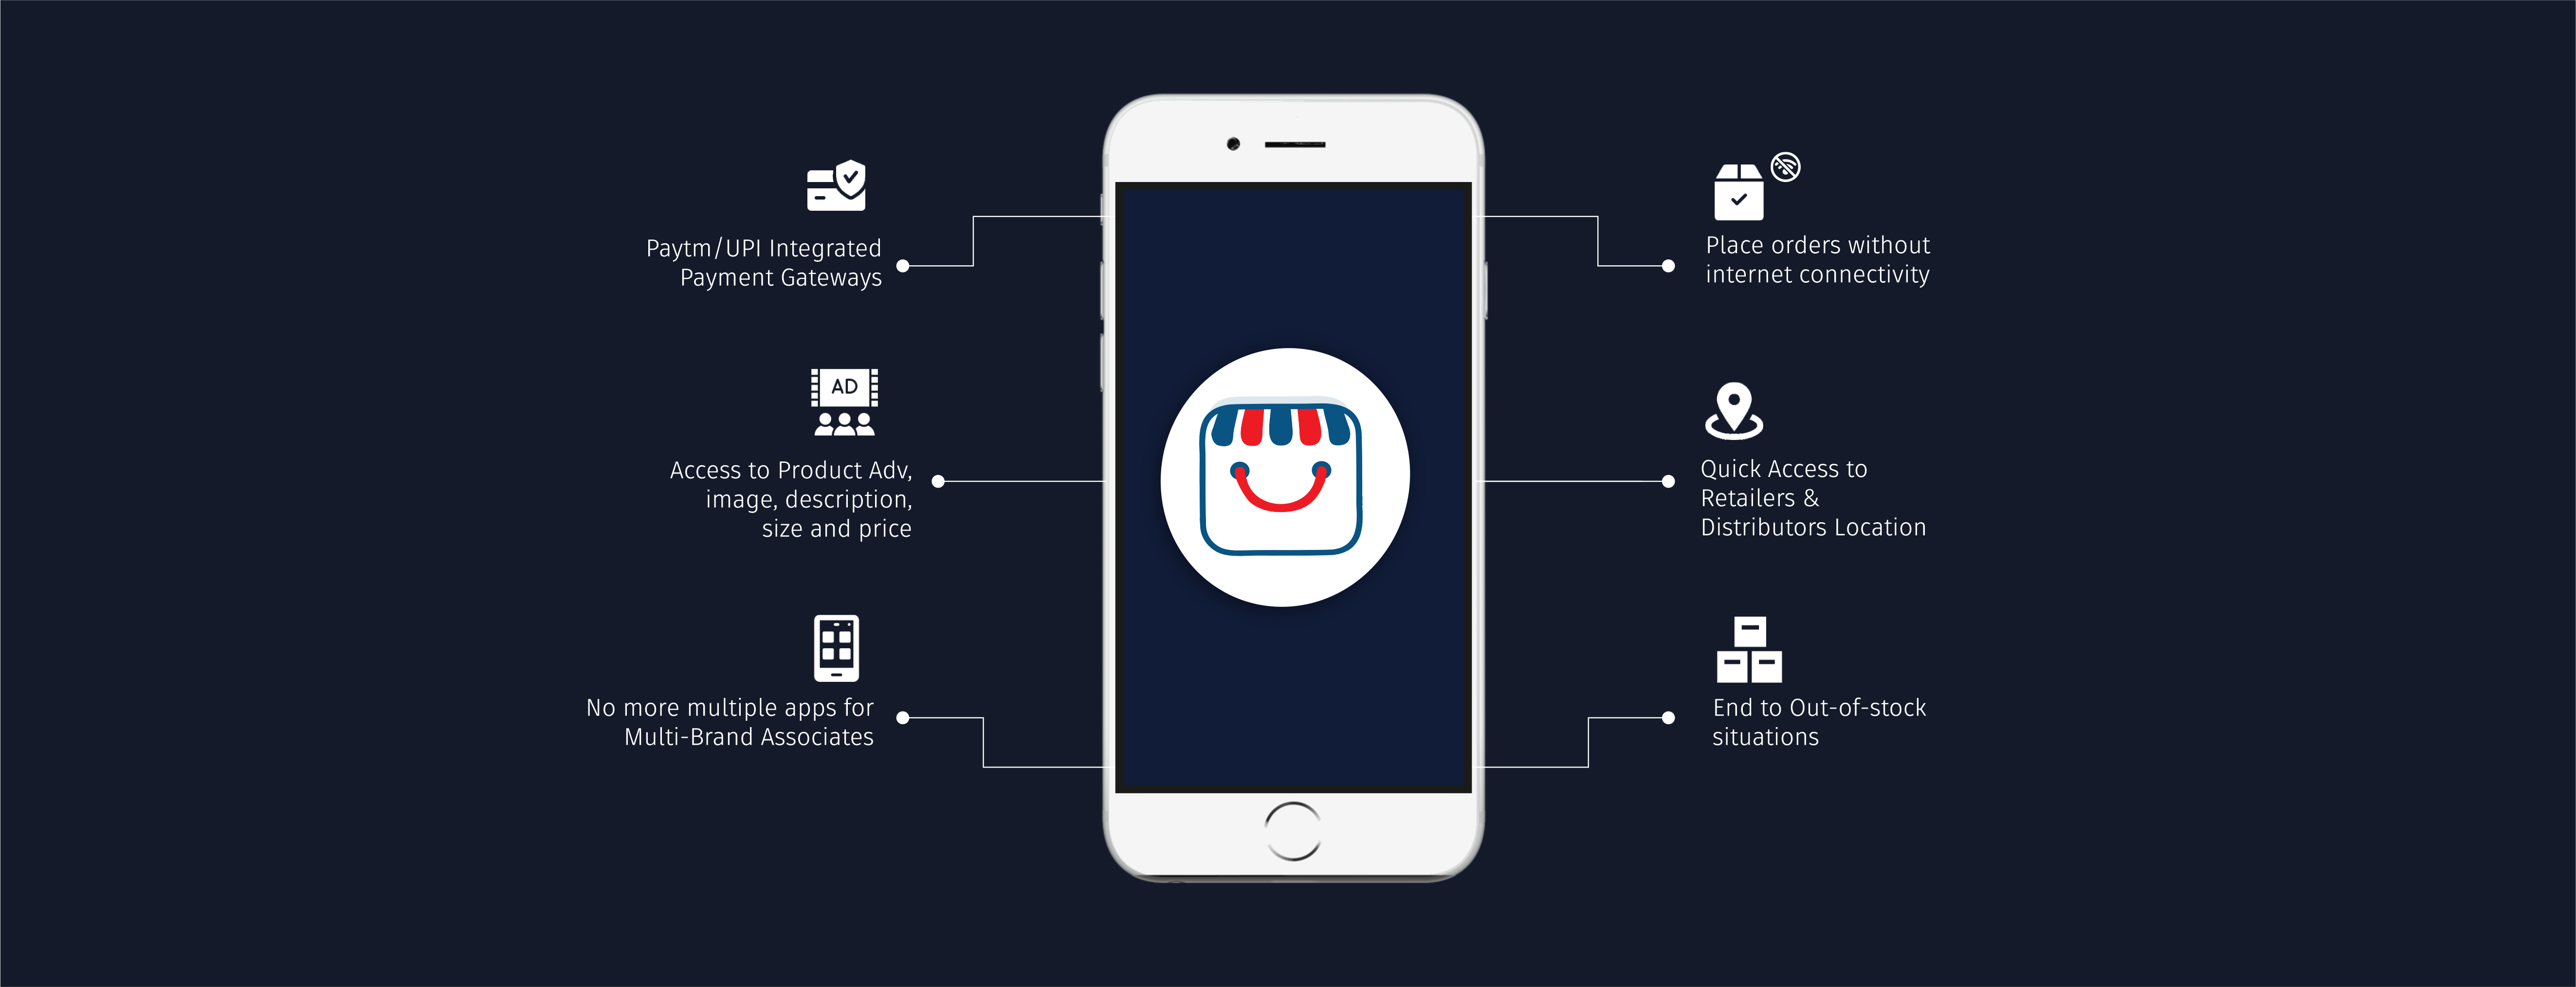 Paytm/UPI Integrated
Payment Gateways
AD
Access to Product Adv,
image, description,
size and price
No more multiple apps for
Multi-Brand Associates
Place orders without
internet connectivity
Quick Access to
Retailers &
Distributors Location
End to Out-of-stock
situations